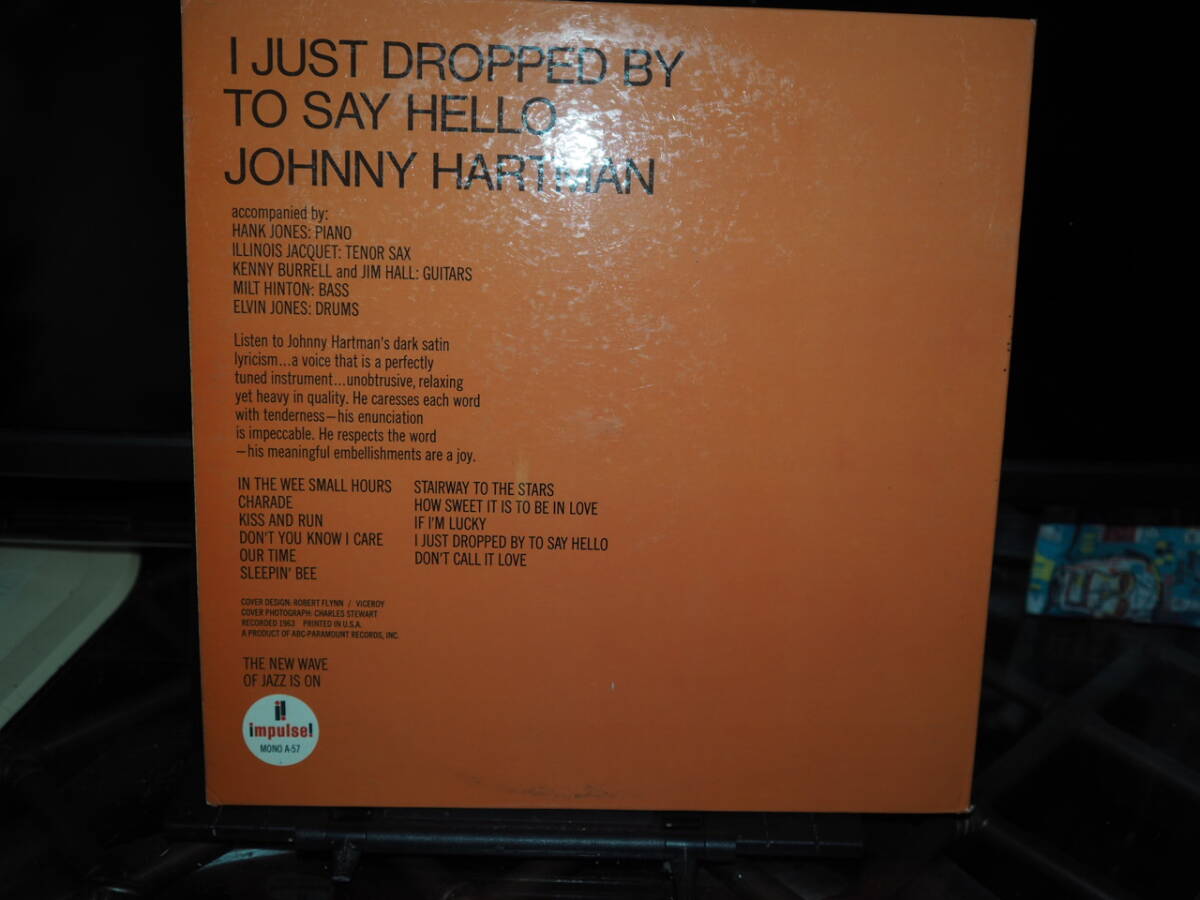 I JUST DROPPED BY
TO SAY HELLO
JOHNNY HARTMAN
accompanied by:
HANK JONES: PIANO
ILLINOIS JACQUET: TENOR SAX
KENNY BURRELL and JIM HALL: GUITARS
MILT HINTON: BASS
ELVIN JONES: DRUMS
Listen to Johnny Hartman's dark satin
lyricism...a voice that is a perfectly
tuned instrument...unobtrusive, relaxing
yet heavy in quality. He caresses each word
with tenderness—his enunciation
is impeccable. He respects the word
—his meaningful embellishments are a joy.
IN THE WEE SMALL HOURS
CHARADE
KISS AND RUN
DON'T YOU KNOW I CARE
OUR TIME
SLEEPIN' BEE
STAIRWAY TO THE STARS
HOW SWEET IT IS TO BE IN LOVE
IF I'M LUCKY
I JUST DROPPED BY TO SAY HELLO
DON'T CALL IT LOVE
COVER DESIGN: ROBERT FLYNN / VICEROY
COVER PHOTOGRAPH: CHARLES STEWART
RECORDED 1963 PRINTED IN U.S.A.
A PRODUCT OF ABC-PARAMOUNT RECORDS, INC.
THE NEW WAVE
OF JAZZ IS ON
i!
impulse!
MONO A-57